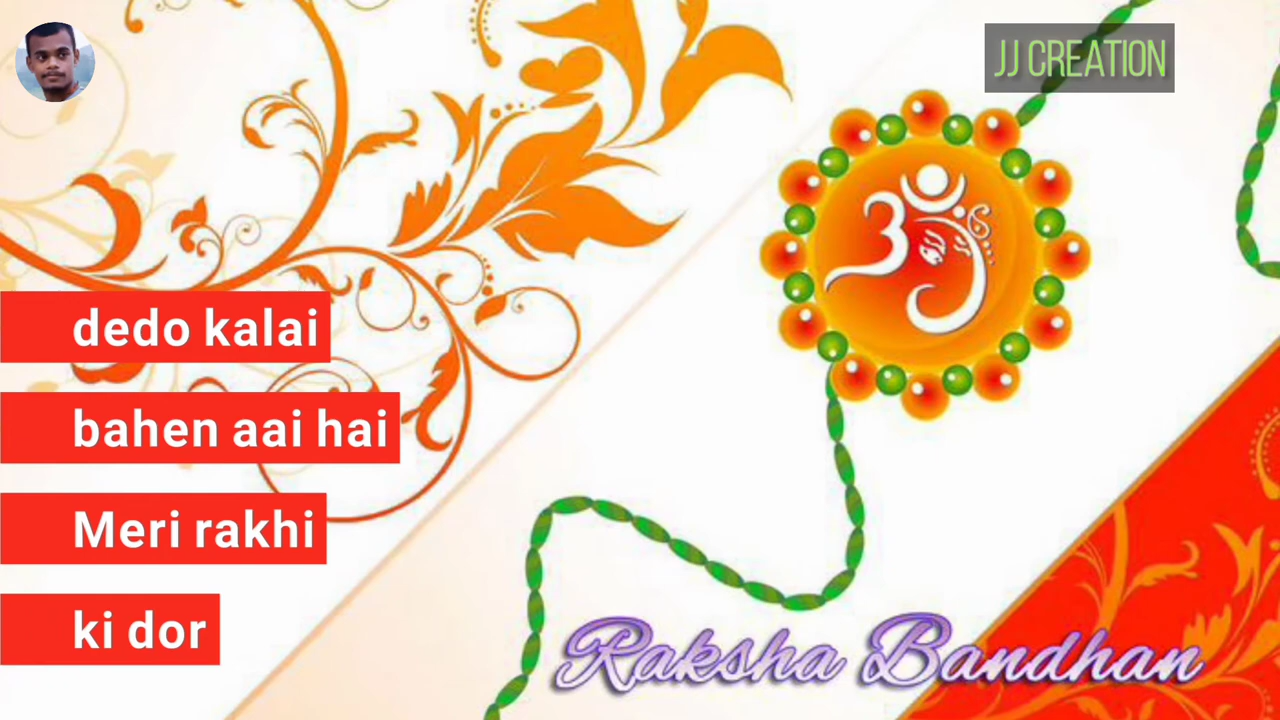 JJ CREATION
dedo kalai
bahen aai hai
Meri rakhi
ki dor
Raksha Bandhan